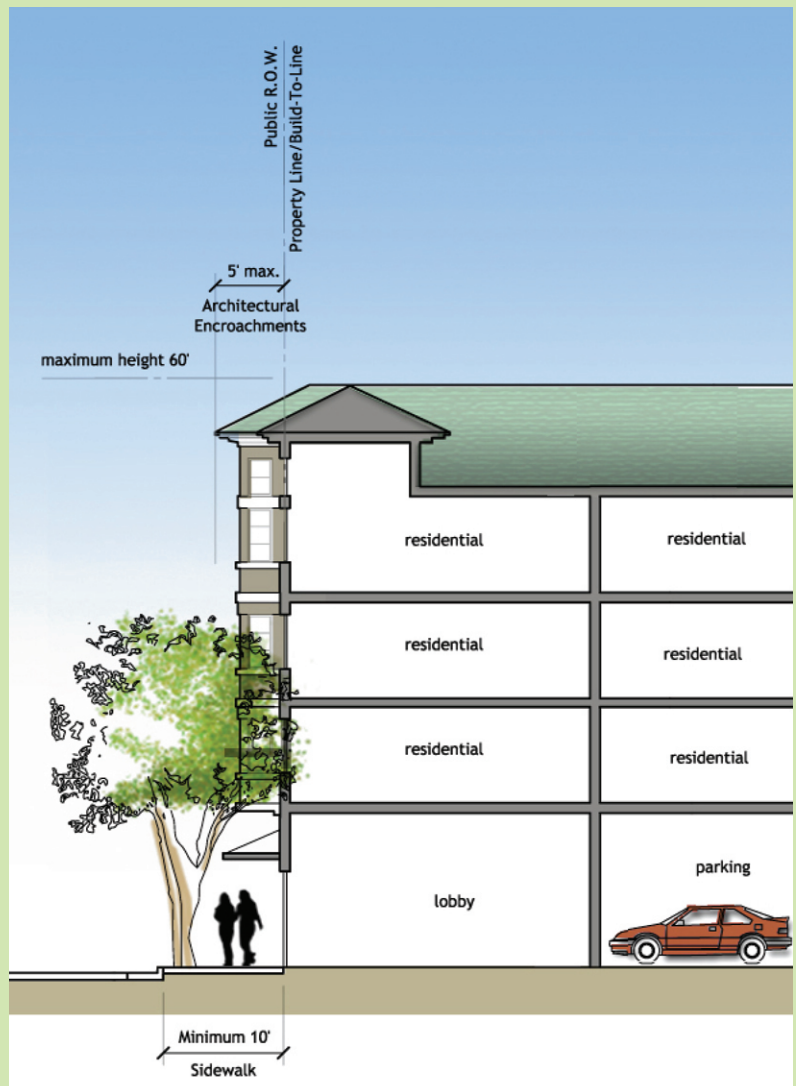 Public R.O.W.
Property Line/Build-To-Line
5' max.
Architectural
Encroachments
maximum height 60'
residential
residential
residential
residential
residential
residential
lobby
parking
Minimum 10'
Sidewalk